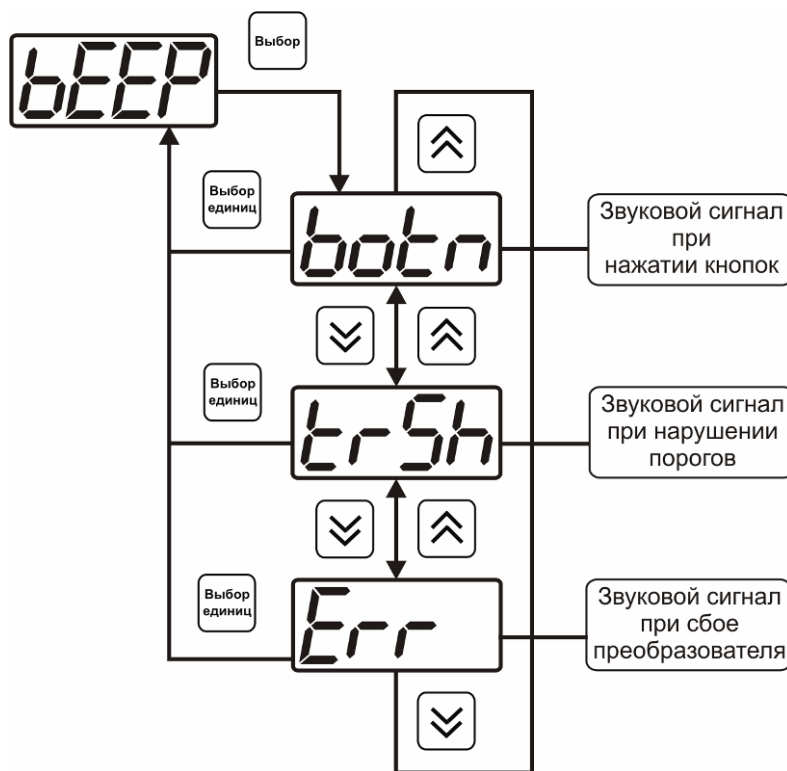 bEEP
Выбор
Выбор
единиц
botn
Звуковой сигнал
при
нажатии кнопок
Выбор
единиц
trSh
Звуковой сигнал
при нарушении
порогов
Выбор
единиц
Err
Звуковой сигнал
при сбое
преобразователя